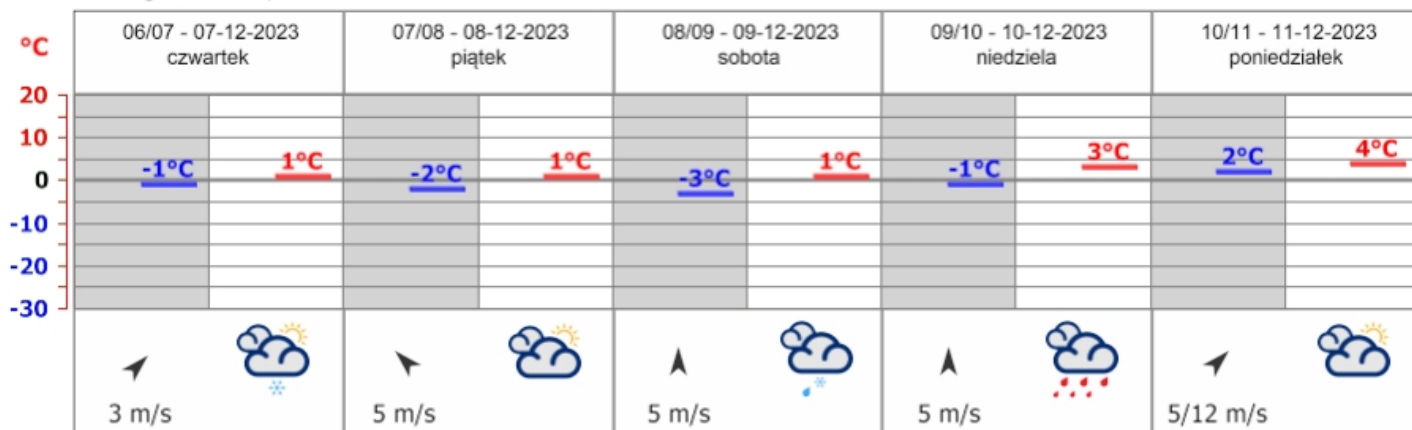 °C
06/07 - 07-12-2023
czwartek
07/08 - 08-12-2023
piątek
08/09 - 09-12-2023
sobota
09/10 - 10-12-2023
niedziela
10/11 - 11-12-2023
poniedziałek
20
10
0
-10
-20
-30
-1°C
1°C
-2°C
1°C
-3°C
1°C
-1°C
3°C
2°C
4°C
3 m/s
5 m/s
5 m/s
5 m/s
5/12 m/s